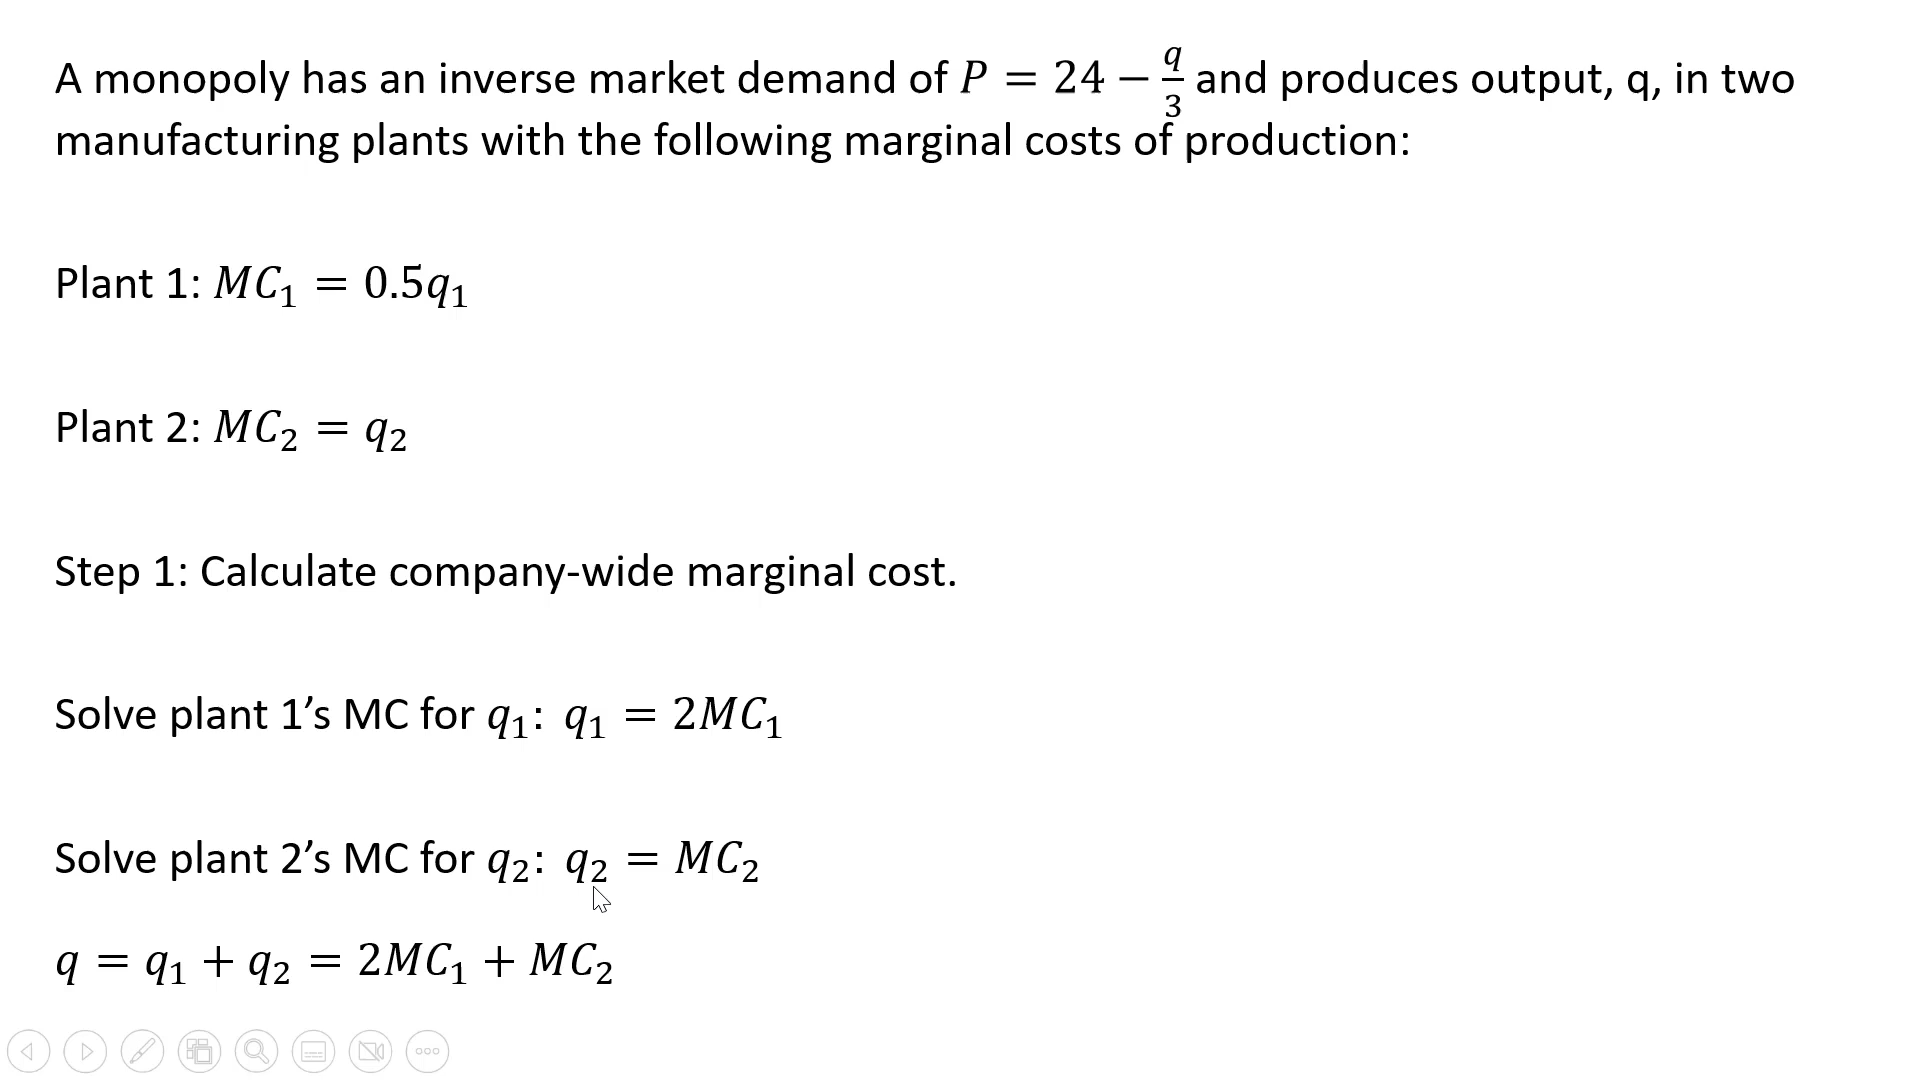 A monopoly has an inverse market demand of P = 24 − q/3 and produces output, q, in two
manufacturing plants with the following marginal costs of production:
Plant 1: MC₁ = 0.5q₁
Plant 2: MC₂ = q₂
Step 1: Calculate company-wide marginal cost.
Solve plant 1’s MC for q₁: q₁ = 2MC₁
Solve plant 2’s MC for q₂: q₂ = MC₂
q = q₁ + q₂ = 2MC₁ + MC₂